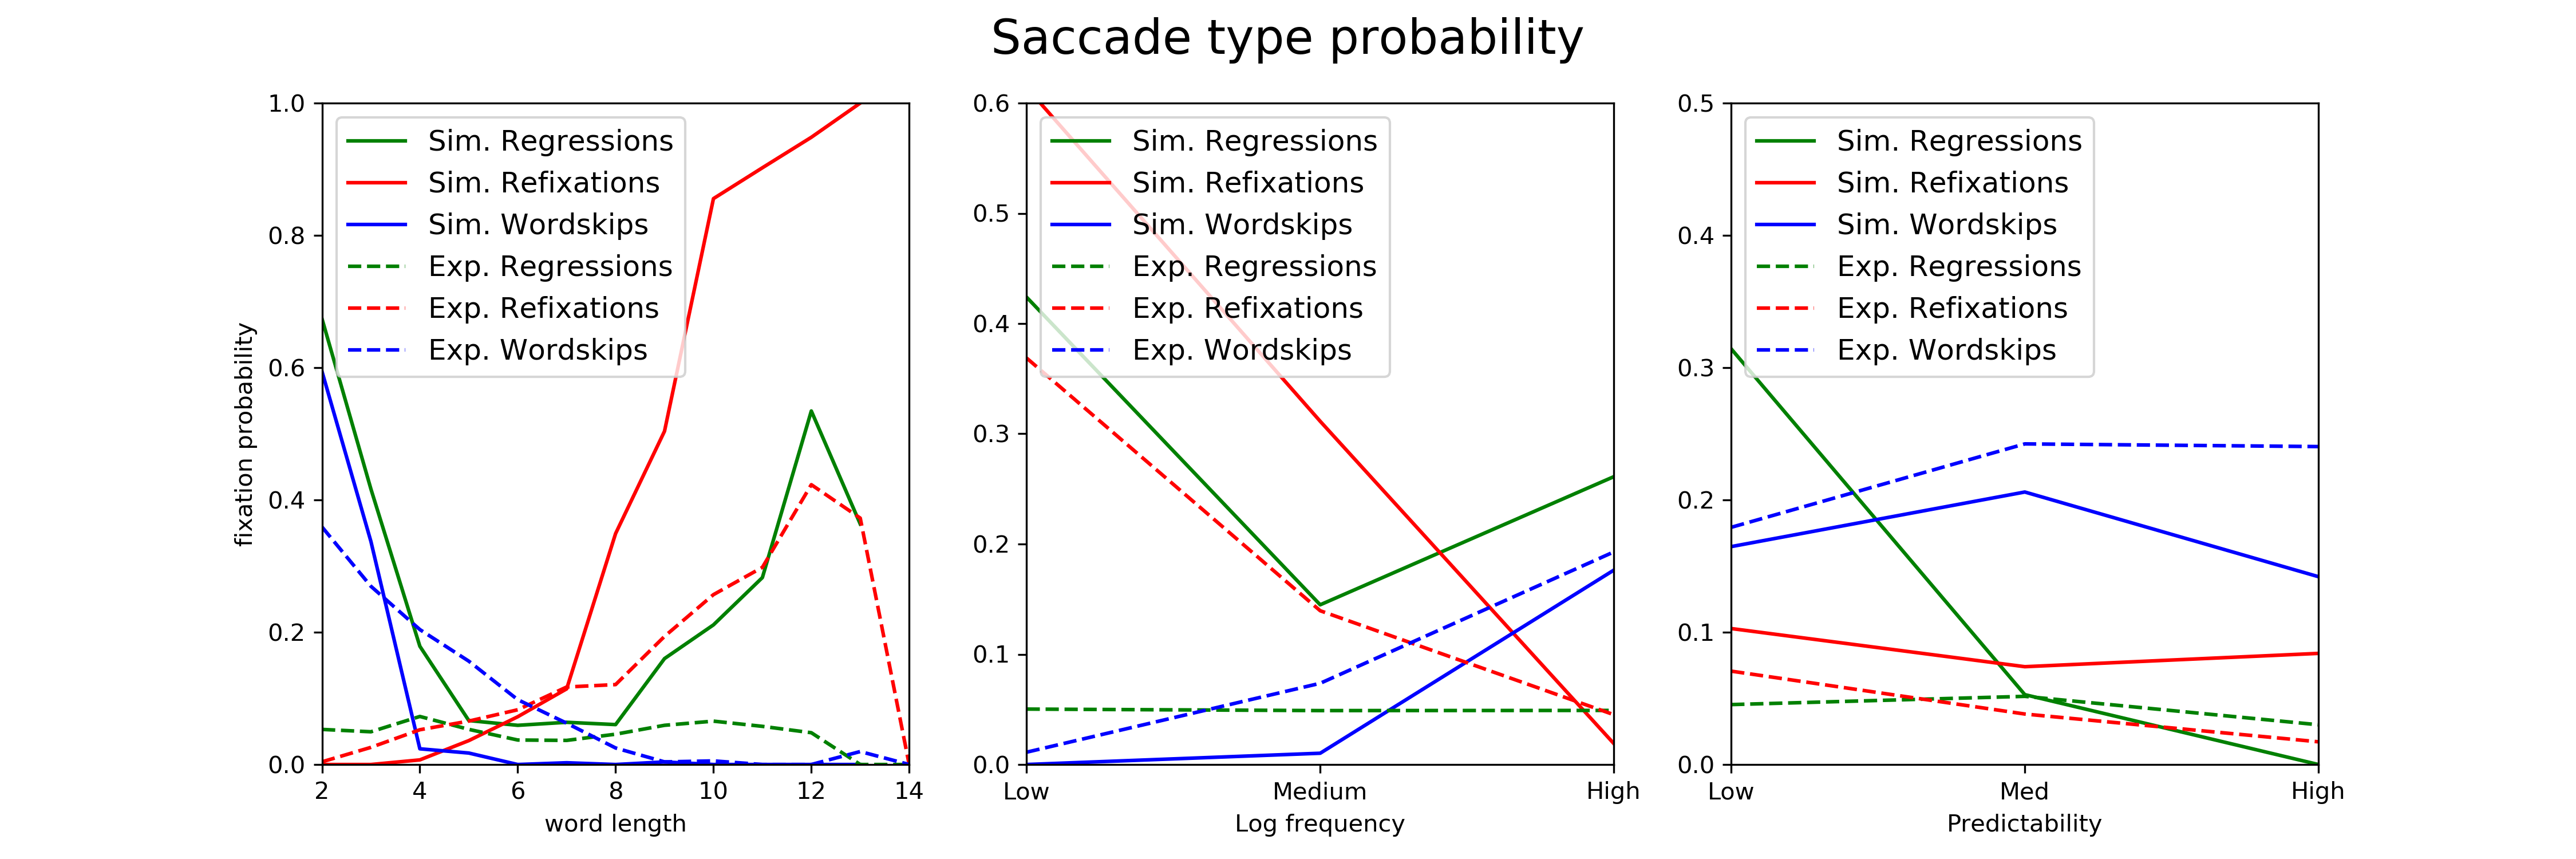 Saccade type probability
1.0
0.8
0.6
0.4
0.2
0.0
fixation probability
Sim. Regressions
Sim. Refixations
Sim. Wordskips
Exp. Regressions
Exp. Refixations
Exp. Wordskips
2 4 6 8 10 12 14
word length
0.6
0.5
0.4
0.3
0.2
0.1
0.0
Sim. Regressions
Sim. Refixations
Sim. Wordskips
Exp. Regressions
Exp. Refixations
Exp. Wordskips
Low Medium High
Log frequency
0.5
0.4
0.3
0.2
0.1
0.0
Sim. Regressions
Sim. Refixations
Sim. Wordskips
Exp. Regressions
Exp. Refixations
Exp. Wordskips
Low Med High
Predictability